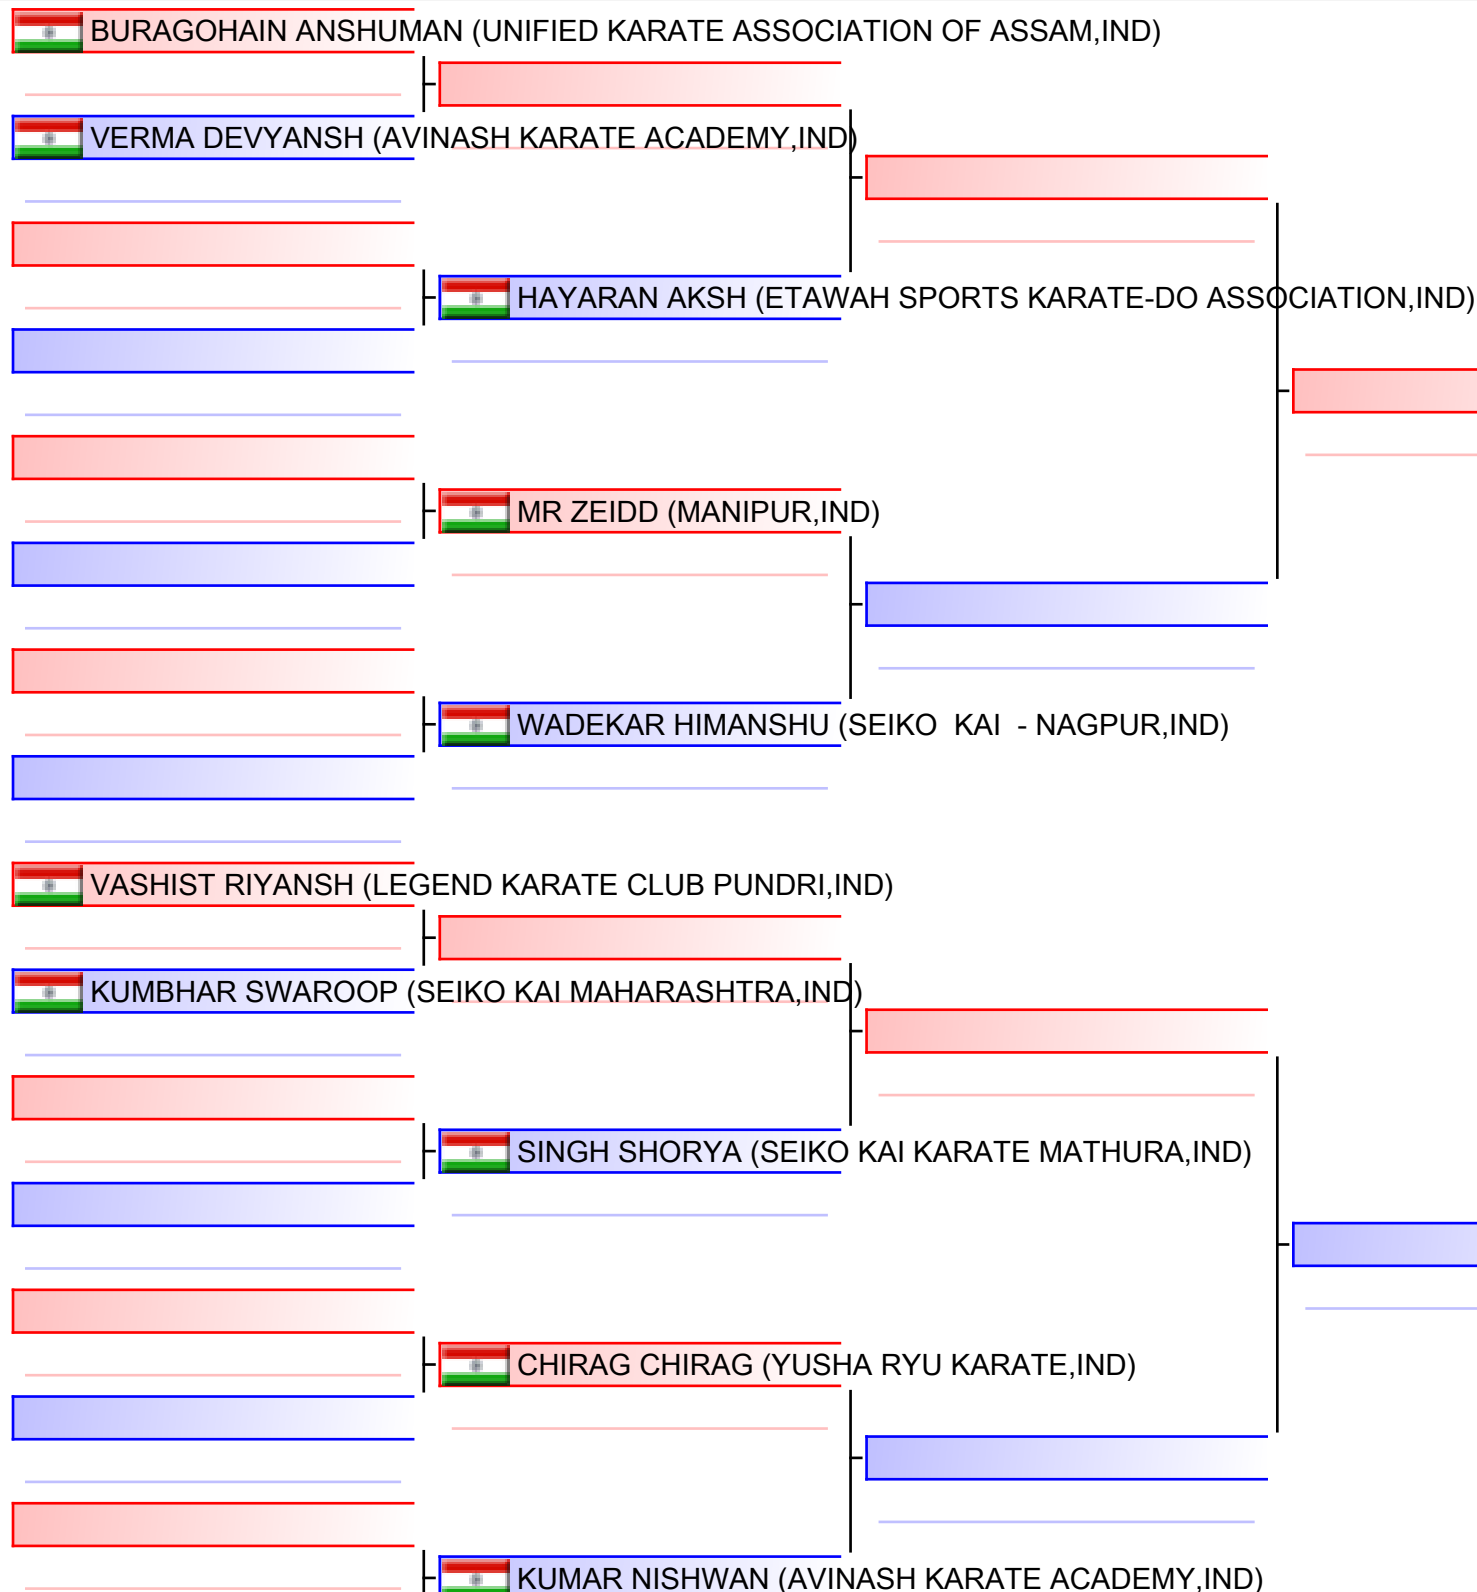 BURAGOHAIN ANSHUMAN (UNIFIED KARATE ASSOCIATION OF ASSAM,IND)
VERMA DEVYANSH (AVINASH KARATE ACADEMY,IND)
HAYARAN AKSH (ETAWAH SPORTS KARATE-DO ASSOCIATION,IND)
MR ZEIDD (MANIPUR,IND)
WADEKAR HIMANSHU (SEIKO  KAI  - NAGPUR,IND)
VASHIST RIYANSH (LEGEND KARATE CLUB PUNDRI,IND)
KUMBHAR SWAROOP (SEIKO KAI MAHARASHTRA,IND)
SINGH SHORYA (SEIKO KAI KARATE MATHURA,IND)
CHIRAG CHIRAG (YUSHA RYU KARATE,IND)
KUMAR NISHWAN (AVINASH KARATE ACADEMY,IND)